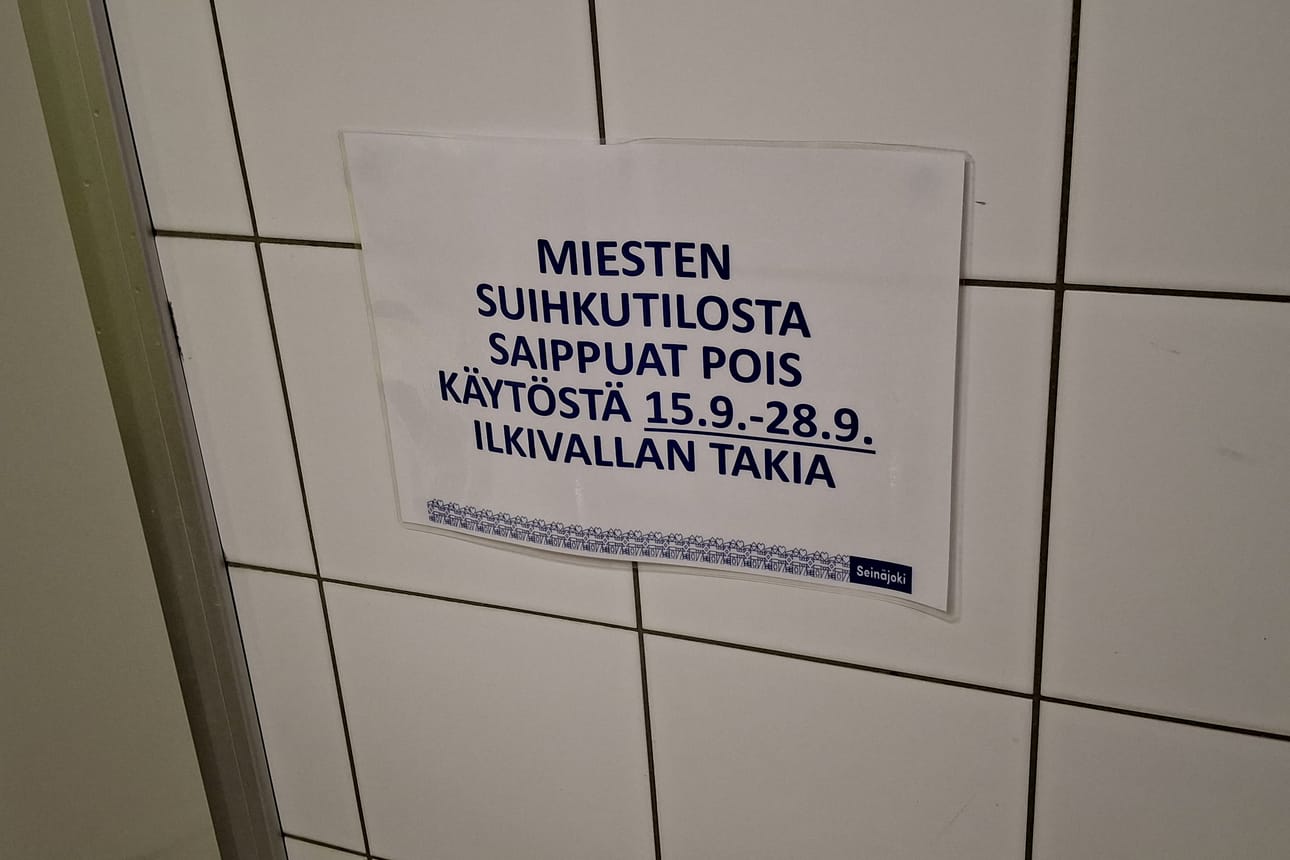 MIESTEN
SUIHKUTILOSTA
SAIPPUAT POIS
KÄYTÖSTÄ 15.9.-28.9.
ILKIVALLAN TAKIA
Seinäjoki